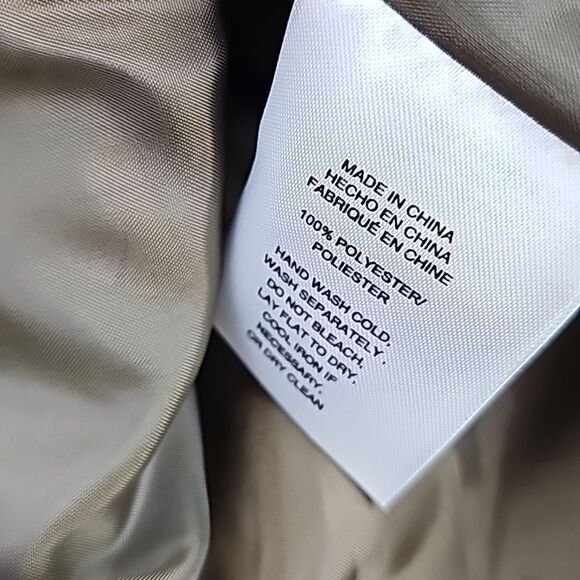 MADE IN CHINA
HECHO EN CHINA
FABRIQUÉ EN CHINE
100% POLYESTER/
POLIESTER
HAND WASH COLD,
WASH SEPARATELY,
DO NOT BLEACH,
LAY FLAT TO DRY,
COOL IRON IF
NECESSARY,
OR DRY CLEAN